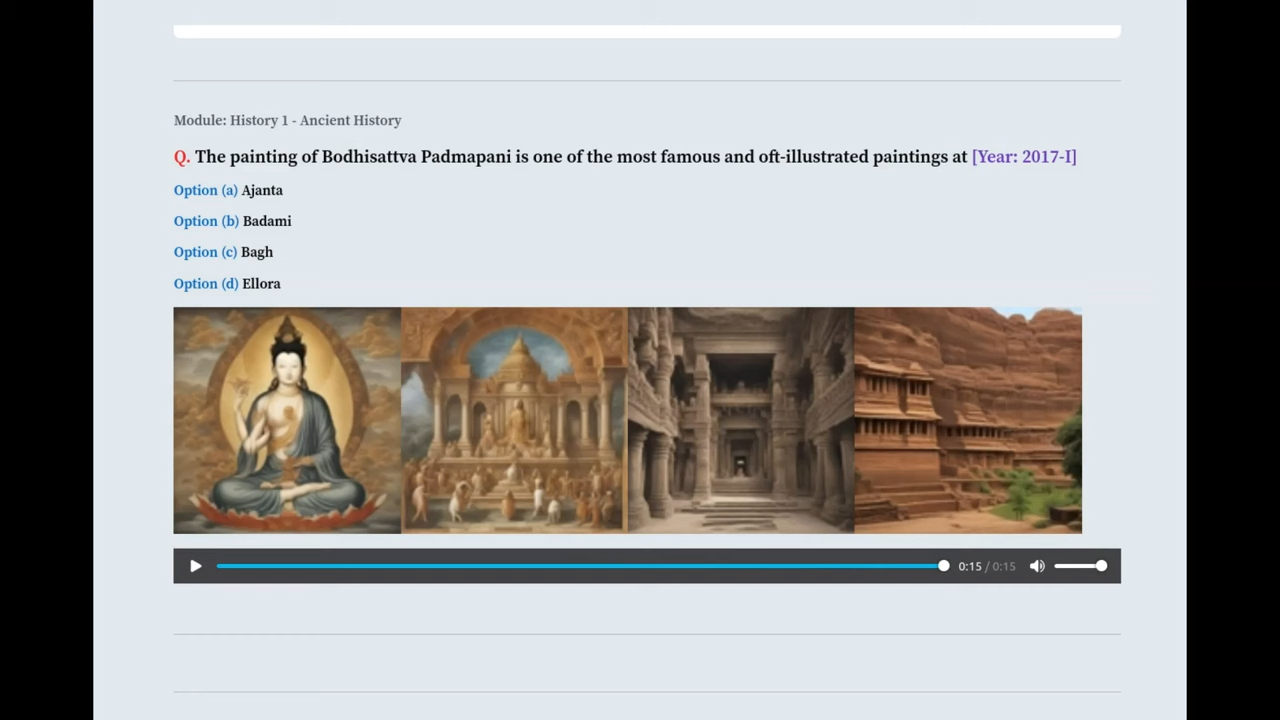 Module: History 1 - Ancient History
Q. The painting of Bodhisattva Padmapani is one of the most famous and oft-illustrated paintings at [Year: 2017-I]
Option (a) Ajanta
Option (b) Badami
Option (c) Bagh
Option (d) Ellora
0:15 / 0:15